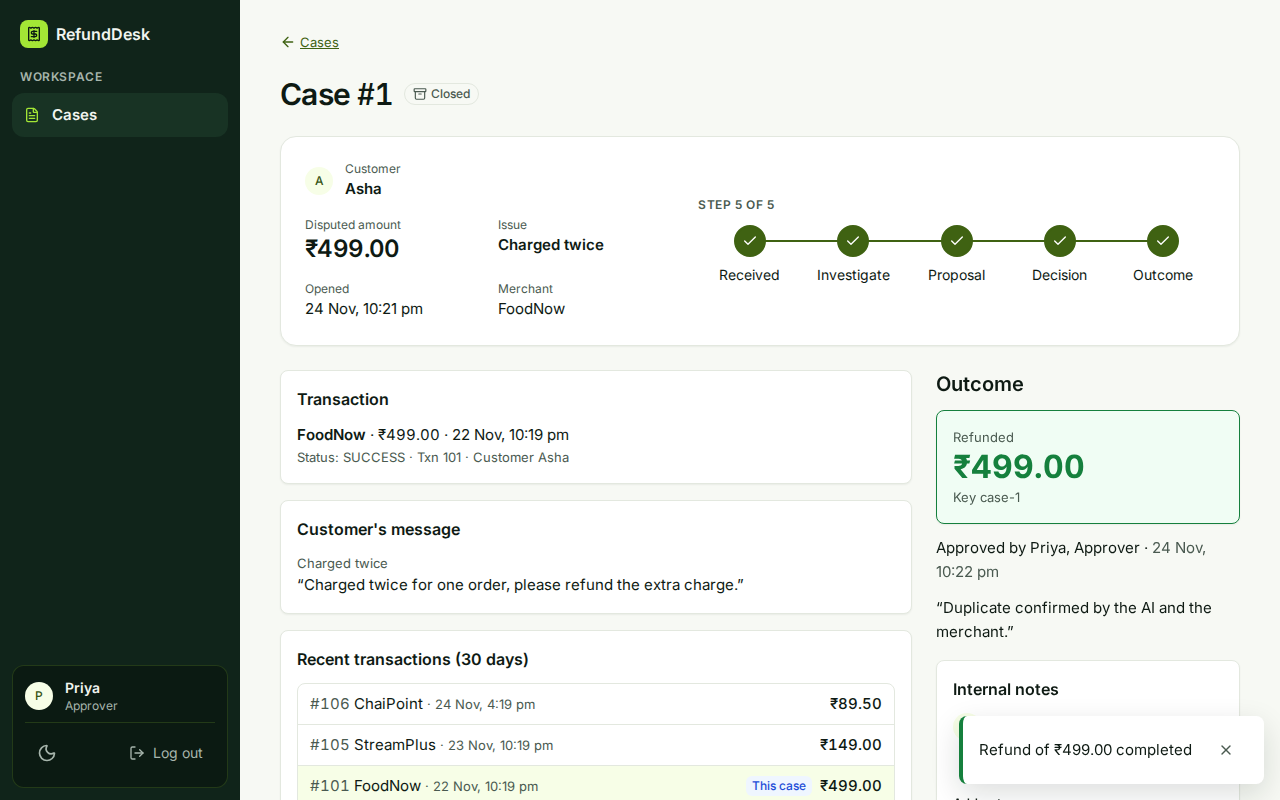 RefundDesk
WORKSPACE
Cases
Priya
P
Approver
Log out
Cases
Case #1
Closed
A
Customer
Asha
Disputed amount
₹499.00
Issue
Charged twice
Opened
24 Nov, 10:21 pm
Merchant
FoodNow
STEP 5 OF 5
Received
Investigate
Proposal
Decision
Outcome
Transaction
FoodNow · ₹499.00 · 22 Nov, 10:19 pm
Status: SUCCESS · Txn 101 · Customer Asha
Customer's message
Charged twice
“Charged twice for one order, please refund the extra charge.”
Recent transactions (30 days)
#106 ChaiPoint · 24 Nov, 4:19 pm ₹89.50
#105 StreamPlus · 23 Nov, 10:19 pm ₹149.00
#101 FoodNow · 22 Nov, 10:19 pm This case ₹499.00
Outcome
Refunded
₹499.00
Key case-1
Approved by Priya, Approver · 24 Nov,
10:22 pm
“Duplicate confirmed by the AI and the
merchant.”
Internal notes
Refund of ₹499.00 completed